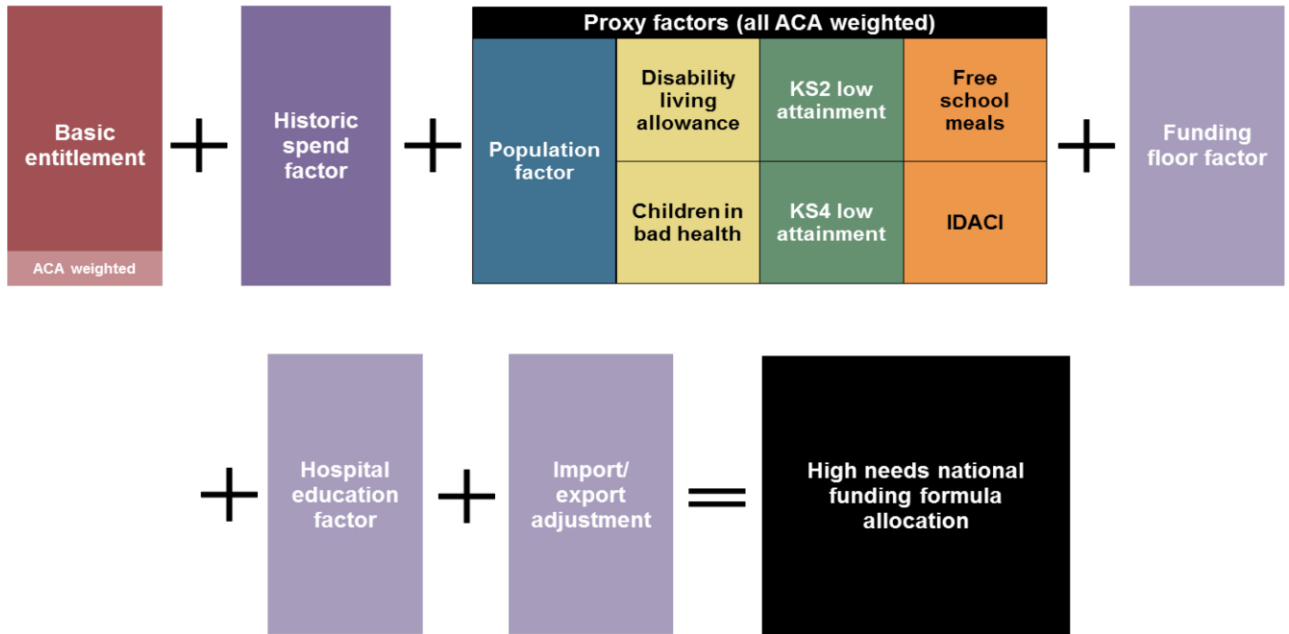 Basic
entitlement
ACA weighted
+
Historic
spend
factor
+
Proxy factors (all ACA weighted)
Population
factor
Disability
living
allowance
KS2 low
attainment
Free
school
meals
Children in
bad health
KS4 low
attainment
IDACI
+
Funding
floor factor
+
Hospital
education
factor
+
Import/
export
adjustment
=
High needs national
funding formula
allocation